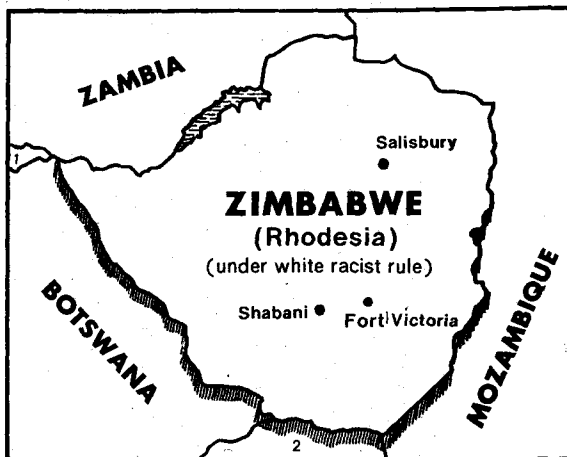 ZAMBIA
1
Salisbury
ZIMBABWE
(Rhodesia)
(under white racist rule)
BOTSWANA
Shabani
Fort Victoria
MOZAMBIQUE
2